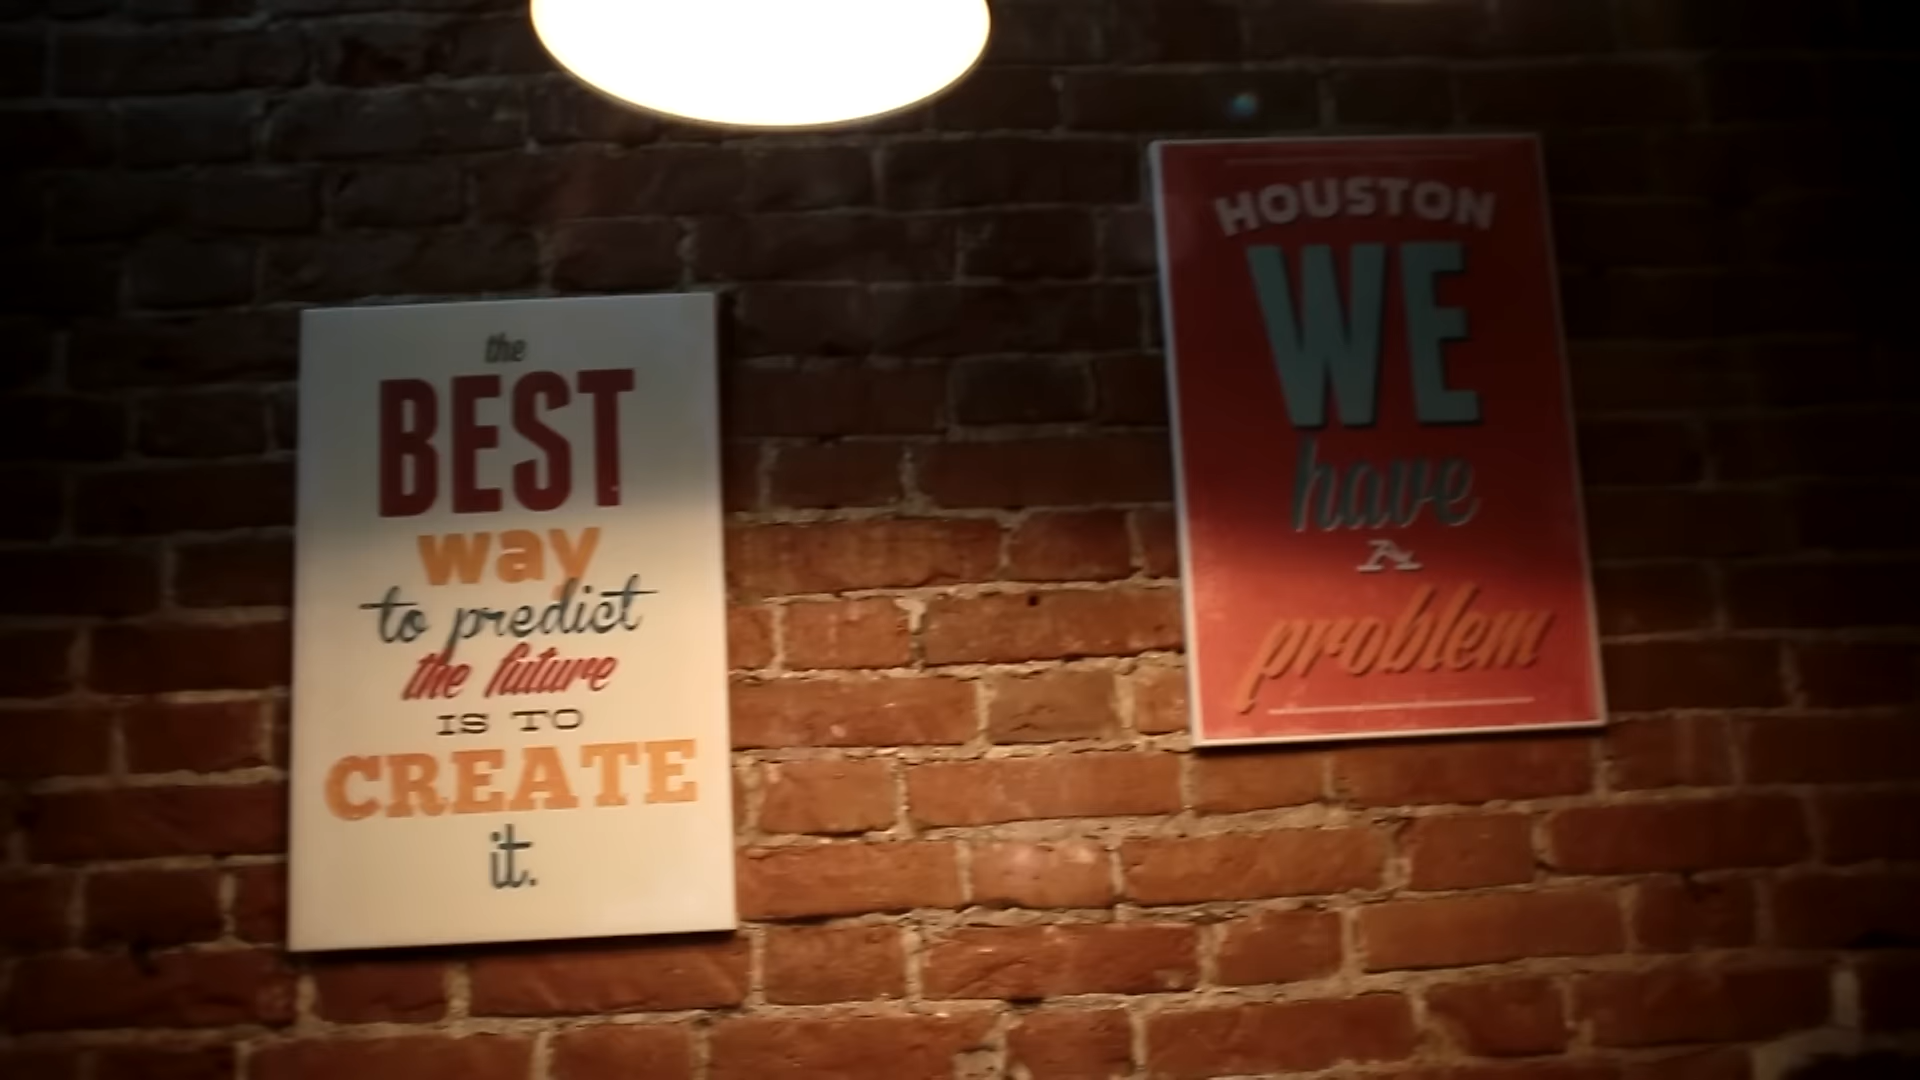 the
BEST
way
to predict
the future
IS TO
CREATE
it.
HOUSTON
WE
have
A
problem